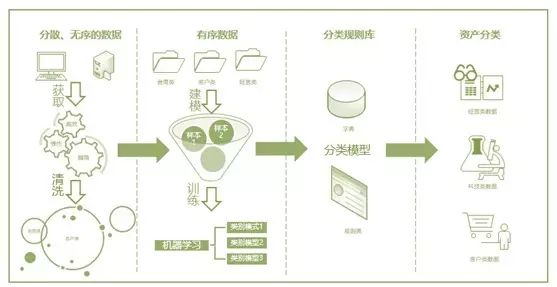 分散、无序的数据
有序数据
分类规则库
资产分类
获取
清洗
客户类
经营类
建模
样本
1
样本
2
训练
机器学习
类别模式1
类别模型2
类别模型3
字典
分类模型
规则集
经营类数据
科技类数据
客户类数据